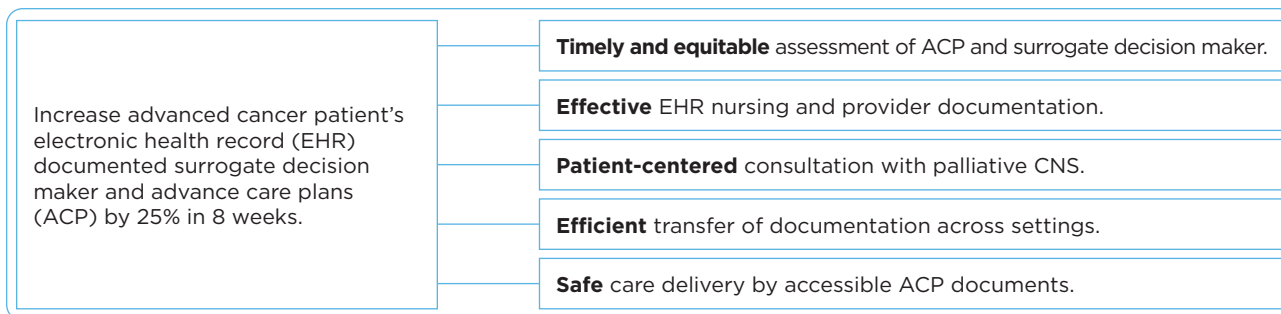 Increase advanced cancer patient’s
electronic health record (EHR)
documented surrogate decision
maker and advance care plans
(ACP) by 25% in 8 weeks.
Timely and equitable assessment of ACP and surrogate decision maker.
Effective EHR nursing and provider documentation.
Patient-centered consultation with palliative CNS.
Efficient transfer of documentation across settings.
Safe care delivery by accessible ACP documents.